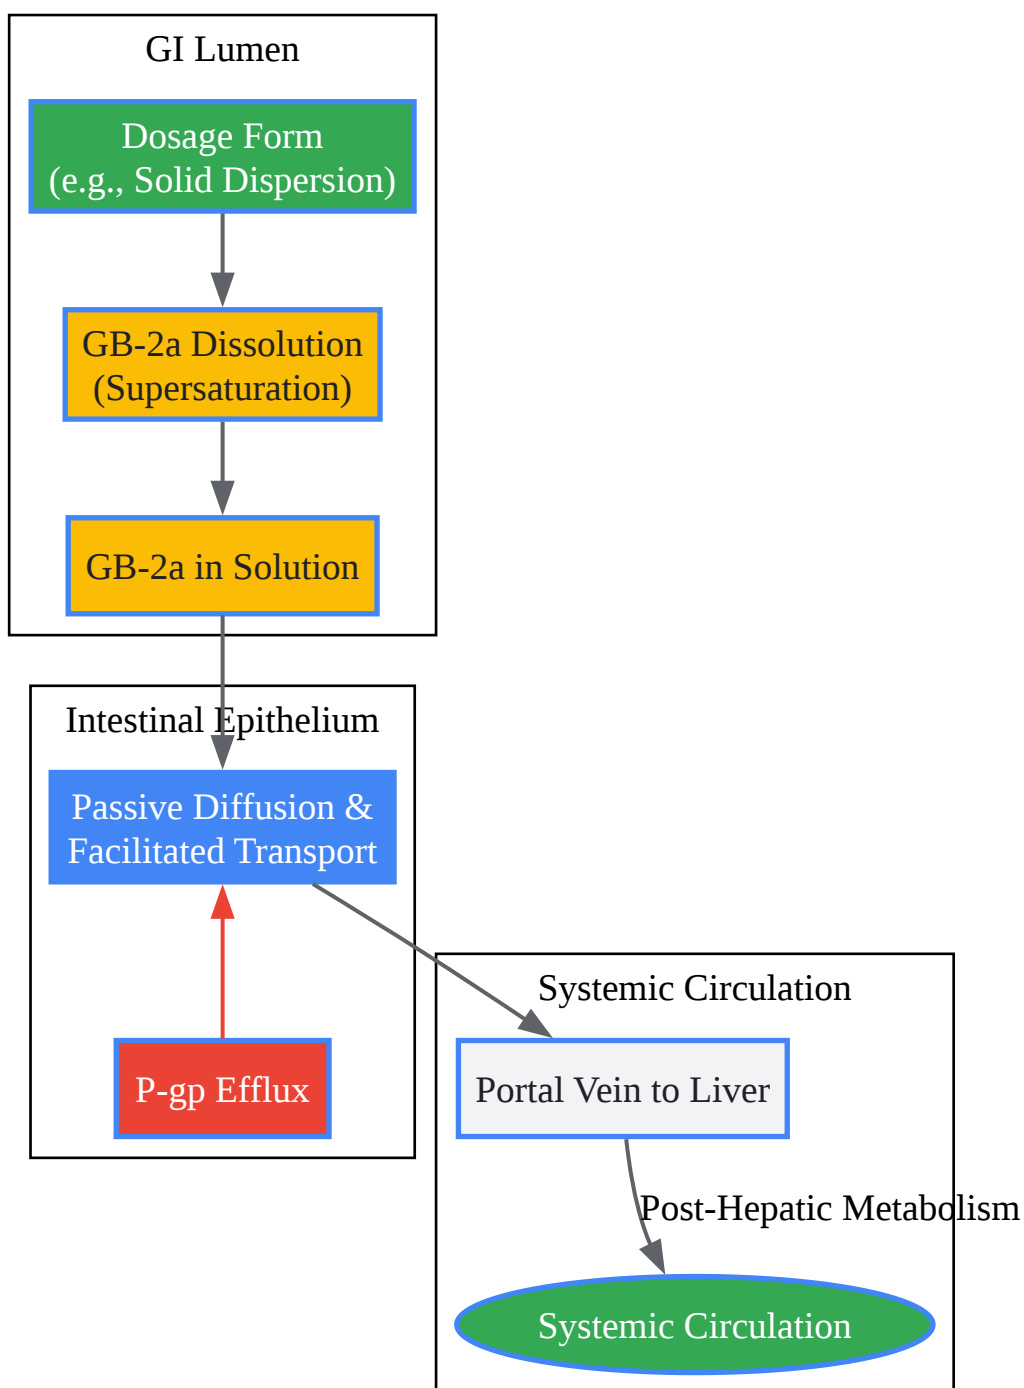 GI Lumen
Dosage Form
(e.g., Solid Dispersion)
GB-2a Dissolution
(Supersaturation)
GB-2a in Solution
Intestinal Epithelium
Passive Diffusion &
Facilitated Transport
P-gp Efflux
Systemic Circulation
Portal Vein to Liver
Post-Hepatic Metabolism
Systemic Circulation